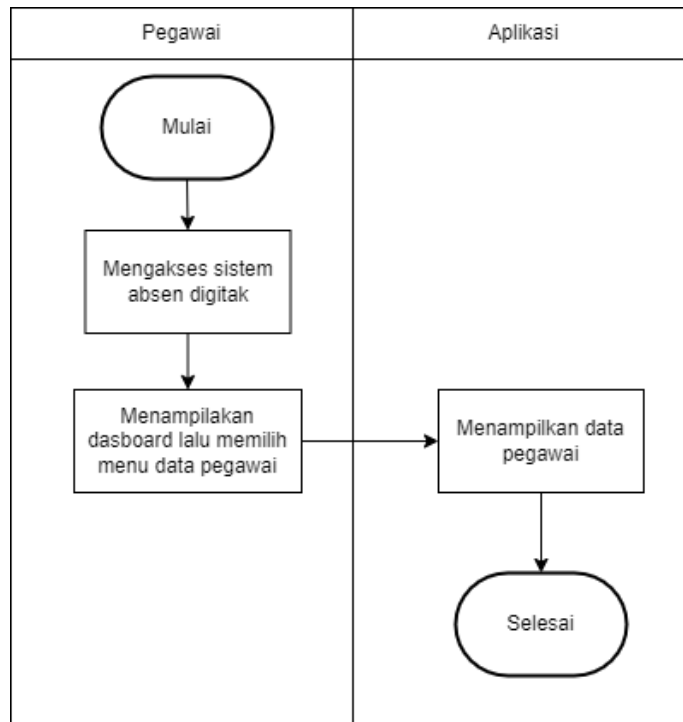 Pegawai
Aplikasi
Mulai
Mengakses sistem
absen digitak
Menampilakan
dasboard lalu memilih
menu data pegawai
Menampilkan data
pegawai
Selesai